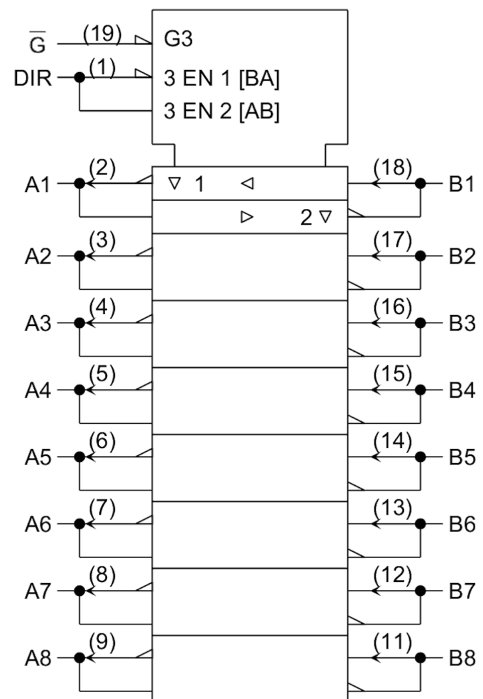 G̅ (19) G3
DIR (1) 3 EN 1 [BA]
3 EN 2 [AB]
A1 (2) ▽ 1 ◁ (18) B1
▷ 2 ▽
A2 (3) (17) B2
A3 (4) (16) B3
A4 (5) (15) B4
A5 (6) (14) B5
A6 (7) (13) B6
A7 (8) (12) B7
A8 (9) (11) B8